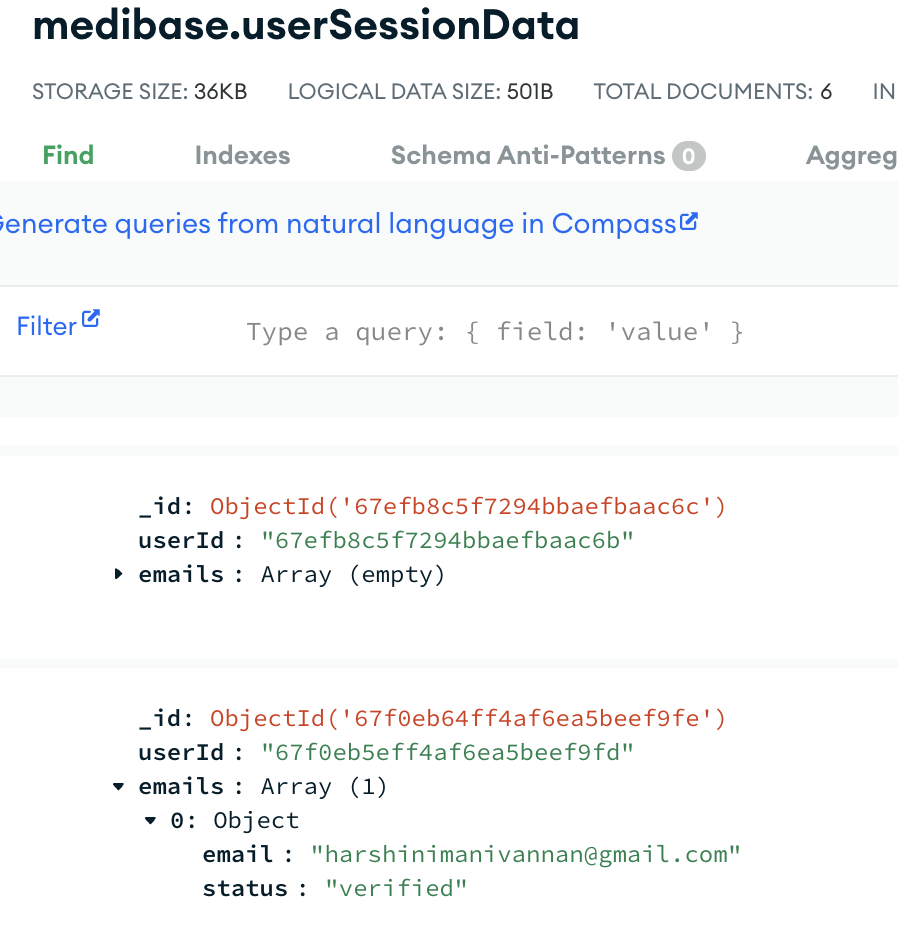 medibase.userSessionData
STORAGE SIZE: 36KB LOGICAL DATA SIZE: 501B TOTAL DOCUMENTS: 6 IN
Find Indexes Schema Anti-Patterns 0 Aggreg
Generate queries from natural language in Compass
Filter Type a query: { field: 'value' }
_id: ObjectId('67efb8c5f7294bbaefbaac6c')
userId : "67efb8c5f7294bbaefbaac6b"
emails : Array (empty)
_id: ObjectId('67f0eb64ff4af6ea5beef9fe')
userId : "67f0eb5eff4af6ea5beef9fd"
emails : Array (1)
0: Object
email : "harshinimanivannan@gmail.com"
status : "verified"